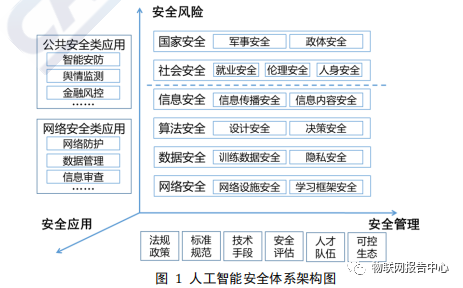 安全风险
公共安全类应用
智能安防
舆情监测
金融风控
……
网络安全类应用
网络防护
数据管理
信息审查
……
国家安全 军事安全 政体安全
社会安全 就业安全 伦理安全 人身安全
信息安全 信息传播安全 信息内容安全
算法安全 设计安全 决策安全
数据安全 训练数据安全 隐私安全
网络安全 网络设施安全 学习框架安全
安全应用
安全管理
法规政策 标准规范 技术手段 安全评估 人才队伍 可控生态
物联网报告中心
图 1 人工智能安全体系架构图